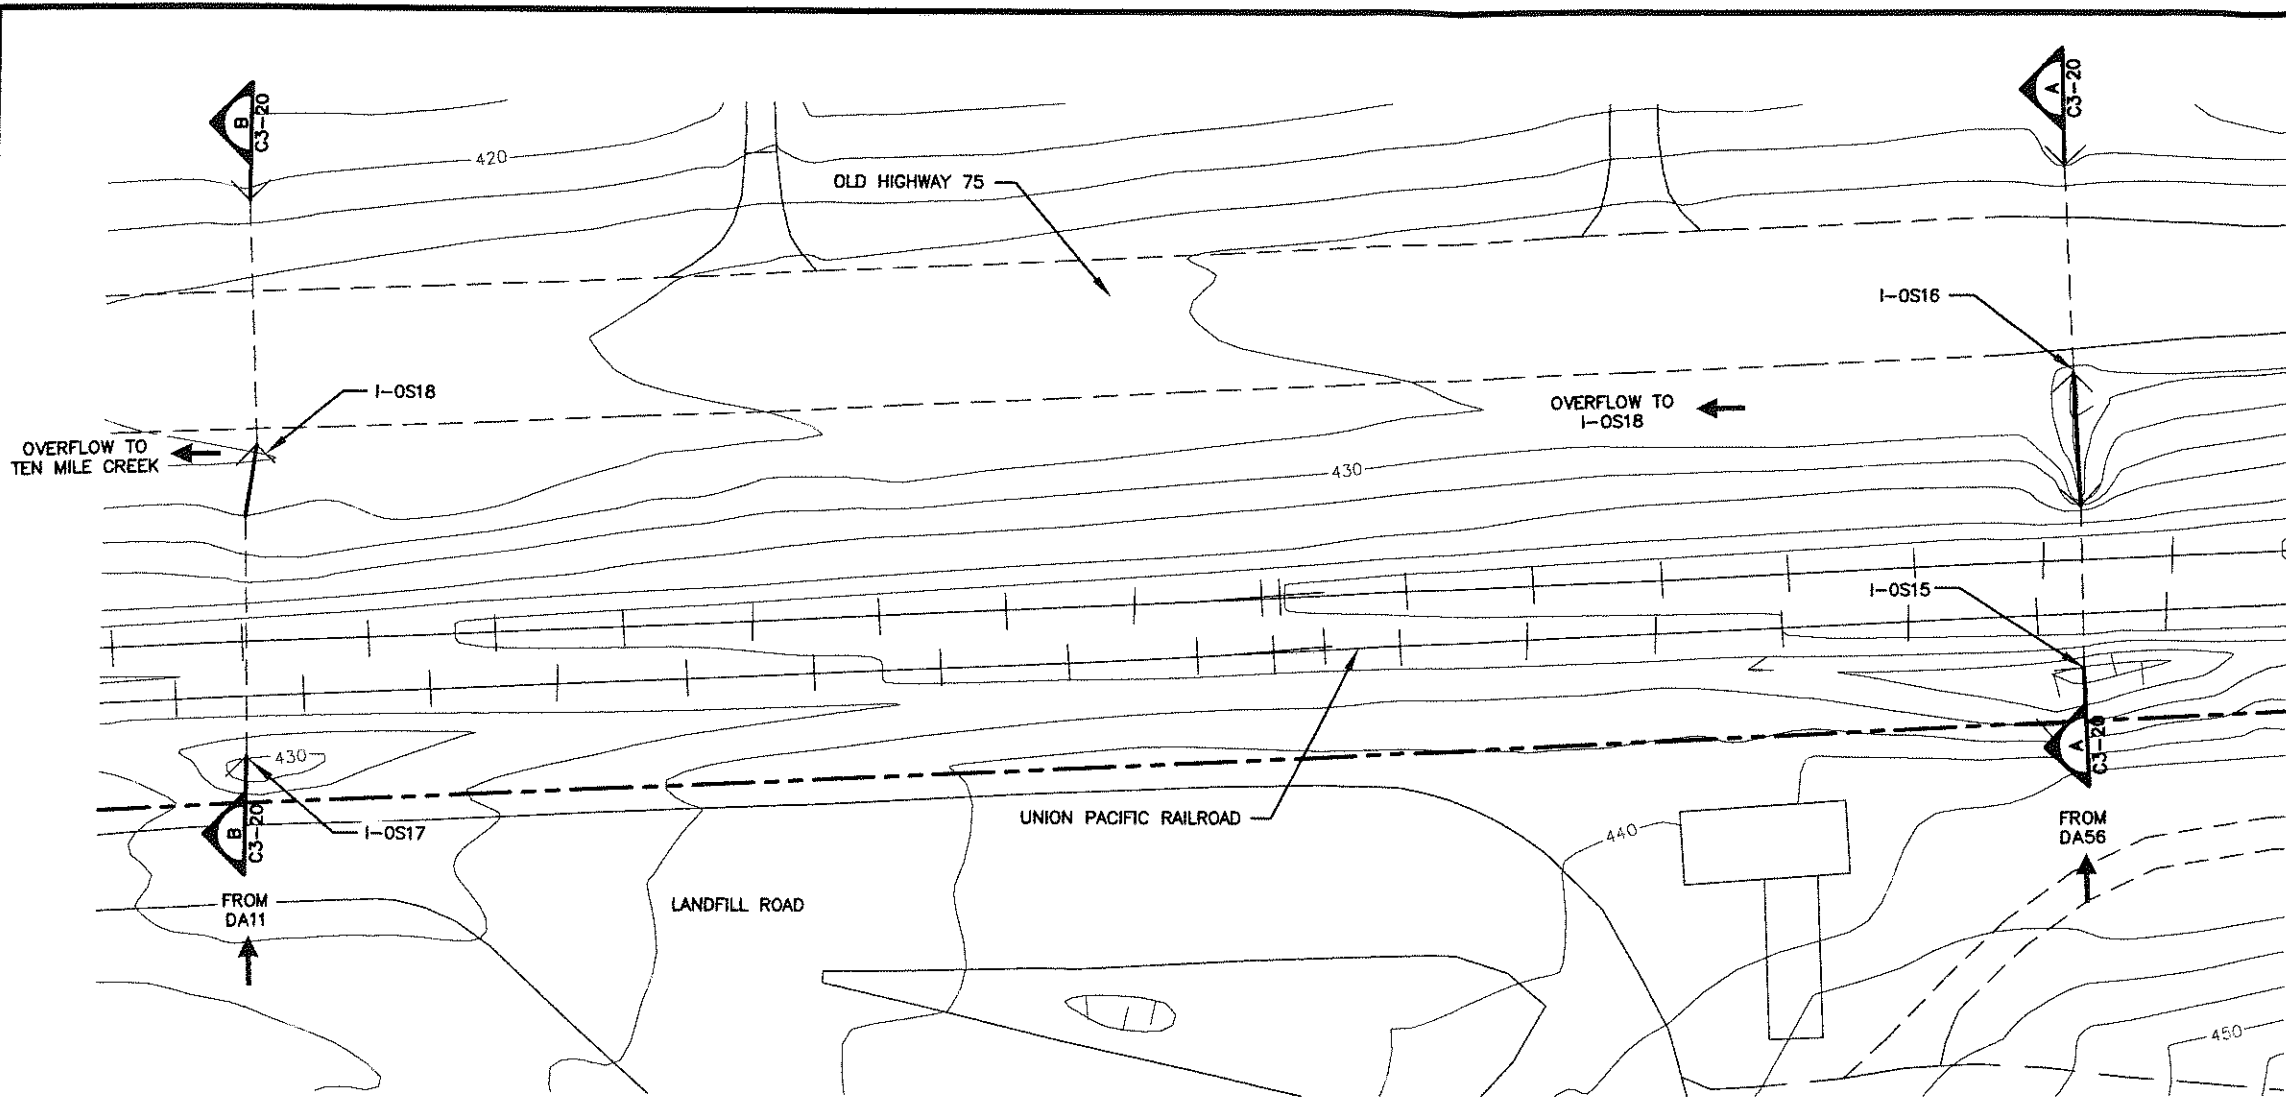 A
C3-20
B
C3-20
420
OLD HIGHWAY 75
I-OS16
I-OS18
OVERFLOW TO
I-OS18
OVERFLOW TO
TEN MILE CREEK
430
I-OS15
430
A
C3-20
I-OS17
B
C3-20
UNION PACIFIC RAILROAD
440
FROM
DA56
FROM
DA11
LANDFILL ROAD
450